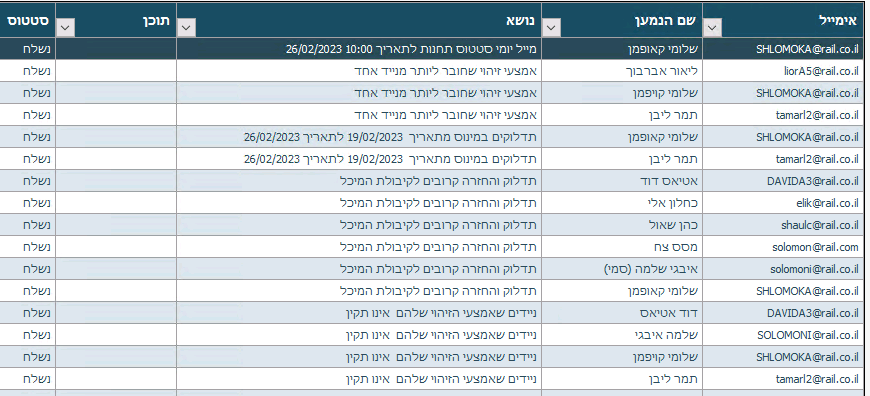 אימייל שם הנמען נושא תוכן סטטוס
SHLOMOKA@rail.co.il שלומי קאופמן מייל יומי סטטוס תחנות לתאריך 10:00 26/02/2023 נשלח
liorA5@rail.co.il ליאור אברבוך אמצעי זיהוי שחובר ליותר מנייד אחד נשלח
SHLOMOKA@rail.co.il שלומי קויפמן אמצעי זיהוי שחובר ליותר מנייד אחד נשלח
tamarl2@rail.co.il תמר ליבן אמצעי זיהוי שחובר ליותר מנייד אחד נשלח
SHLOMOKA@rail.co.il שלומי קאופמן תדלוקים במינוס מתאריך 19/02/2023 לתאריך 26/02/2023 נשלח
tamarl2@rail.co.il תמר ליבן תדלוקים במינוס מתאריך 19/02/2023 לתאריך 26/02/2023 נשלח
DAVIDA3@rail.co.il אטיאס דוד תדלוק והחזרה קרובים לקיבולת המיכל נשלח
elik@rail.co.il כחלון אלי תדלוק והחזרה קרובים לקיבולת המיכל נשלח
shaulc@rail.co.il כהן שאול תדלוק והחזרה קרובים לקיבולת המיכל נשלח
solomon@rail.com מסס צח תדלוק והחזרה קרובים לקיבולת המיכל נשלח
solomoni@rail.co.il איבגי שלמה (סמי) תדלוק והחזרה קרובים לקיבולת המיכל נשלח
SHLOMOKA@rail.co.il שלומי קאופמן תדלוק והחזרה קרובים לקיבולת המיכל נשלח
DAVIDA3@rail.co.il דוד אטיאס ניידים שאמצעי הזיהוי שלהם אינו תקין נשלח
SOLOMONI@rail.co.il שלמה איבגי ניידים שאמצעי הזיהוי שלהם אינו תקין נשלח
SHLOMOKA@rail.co.il שלומי קויפמן ניידים שאמצעי הזיהוי שלהם אינו תקין נשלח
tamarl2@rail.co.il תמר ליבן ניידים שאמצעי הזיהוי שלהם אינו תקין נשלח